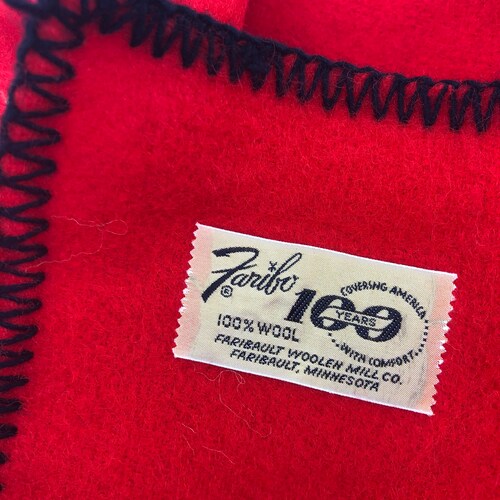 Faribo
®
COVERING AMERICA
100
YEARS
WITH COMFORT
100% WOOL
FARIBAULT WOOLEN MILL CO.
FARIBAULT, MINNESOTA